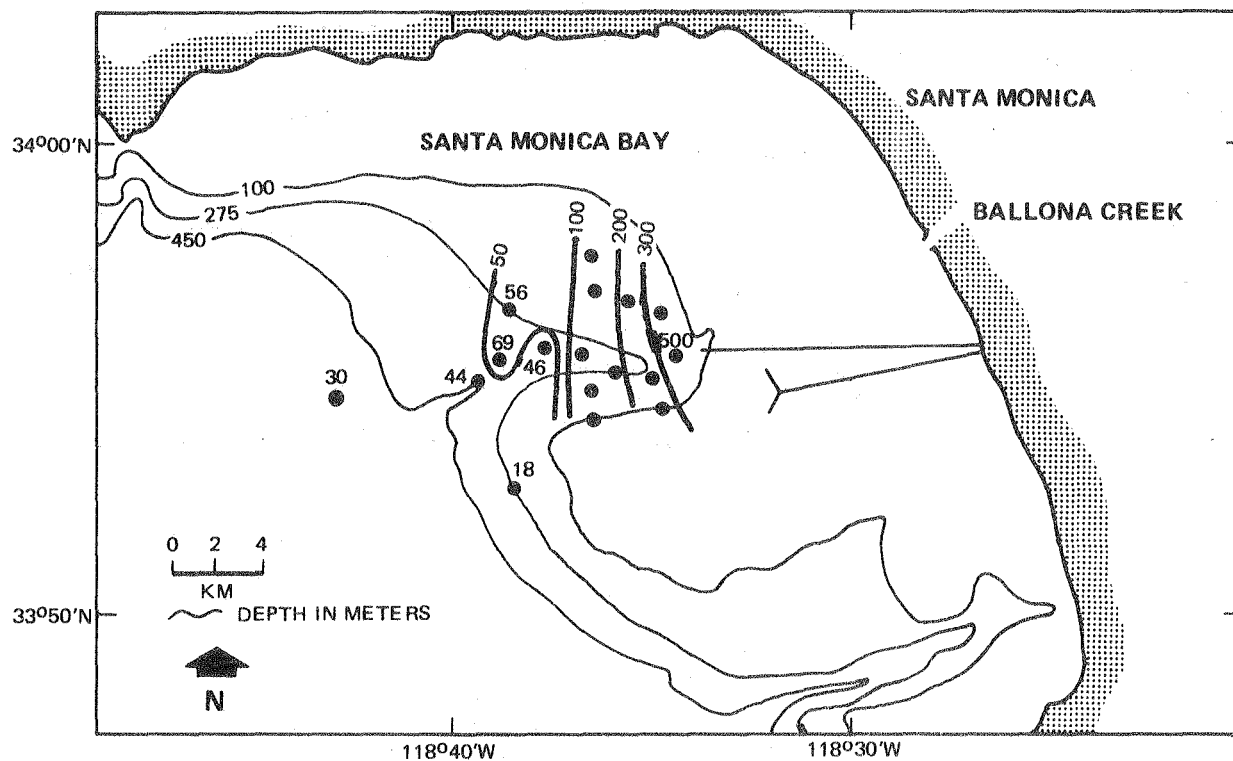 SANTA MONICA
34°00'N
SANTA MONICA BAY
100
275
450
BALLONA CREEK
50
100
200
300
56
69
46
500
44
30
18
0 2 4
KM
DEPTH IN METERS
33°50'N
N
118°40'W
118°30'W